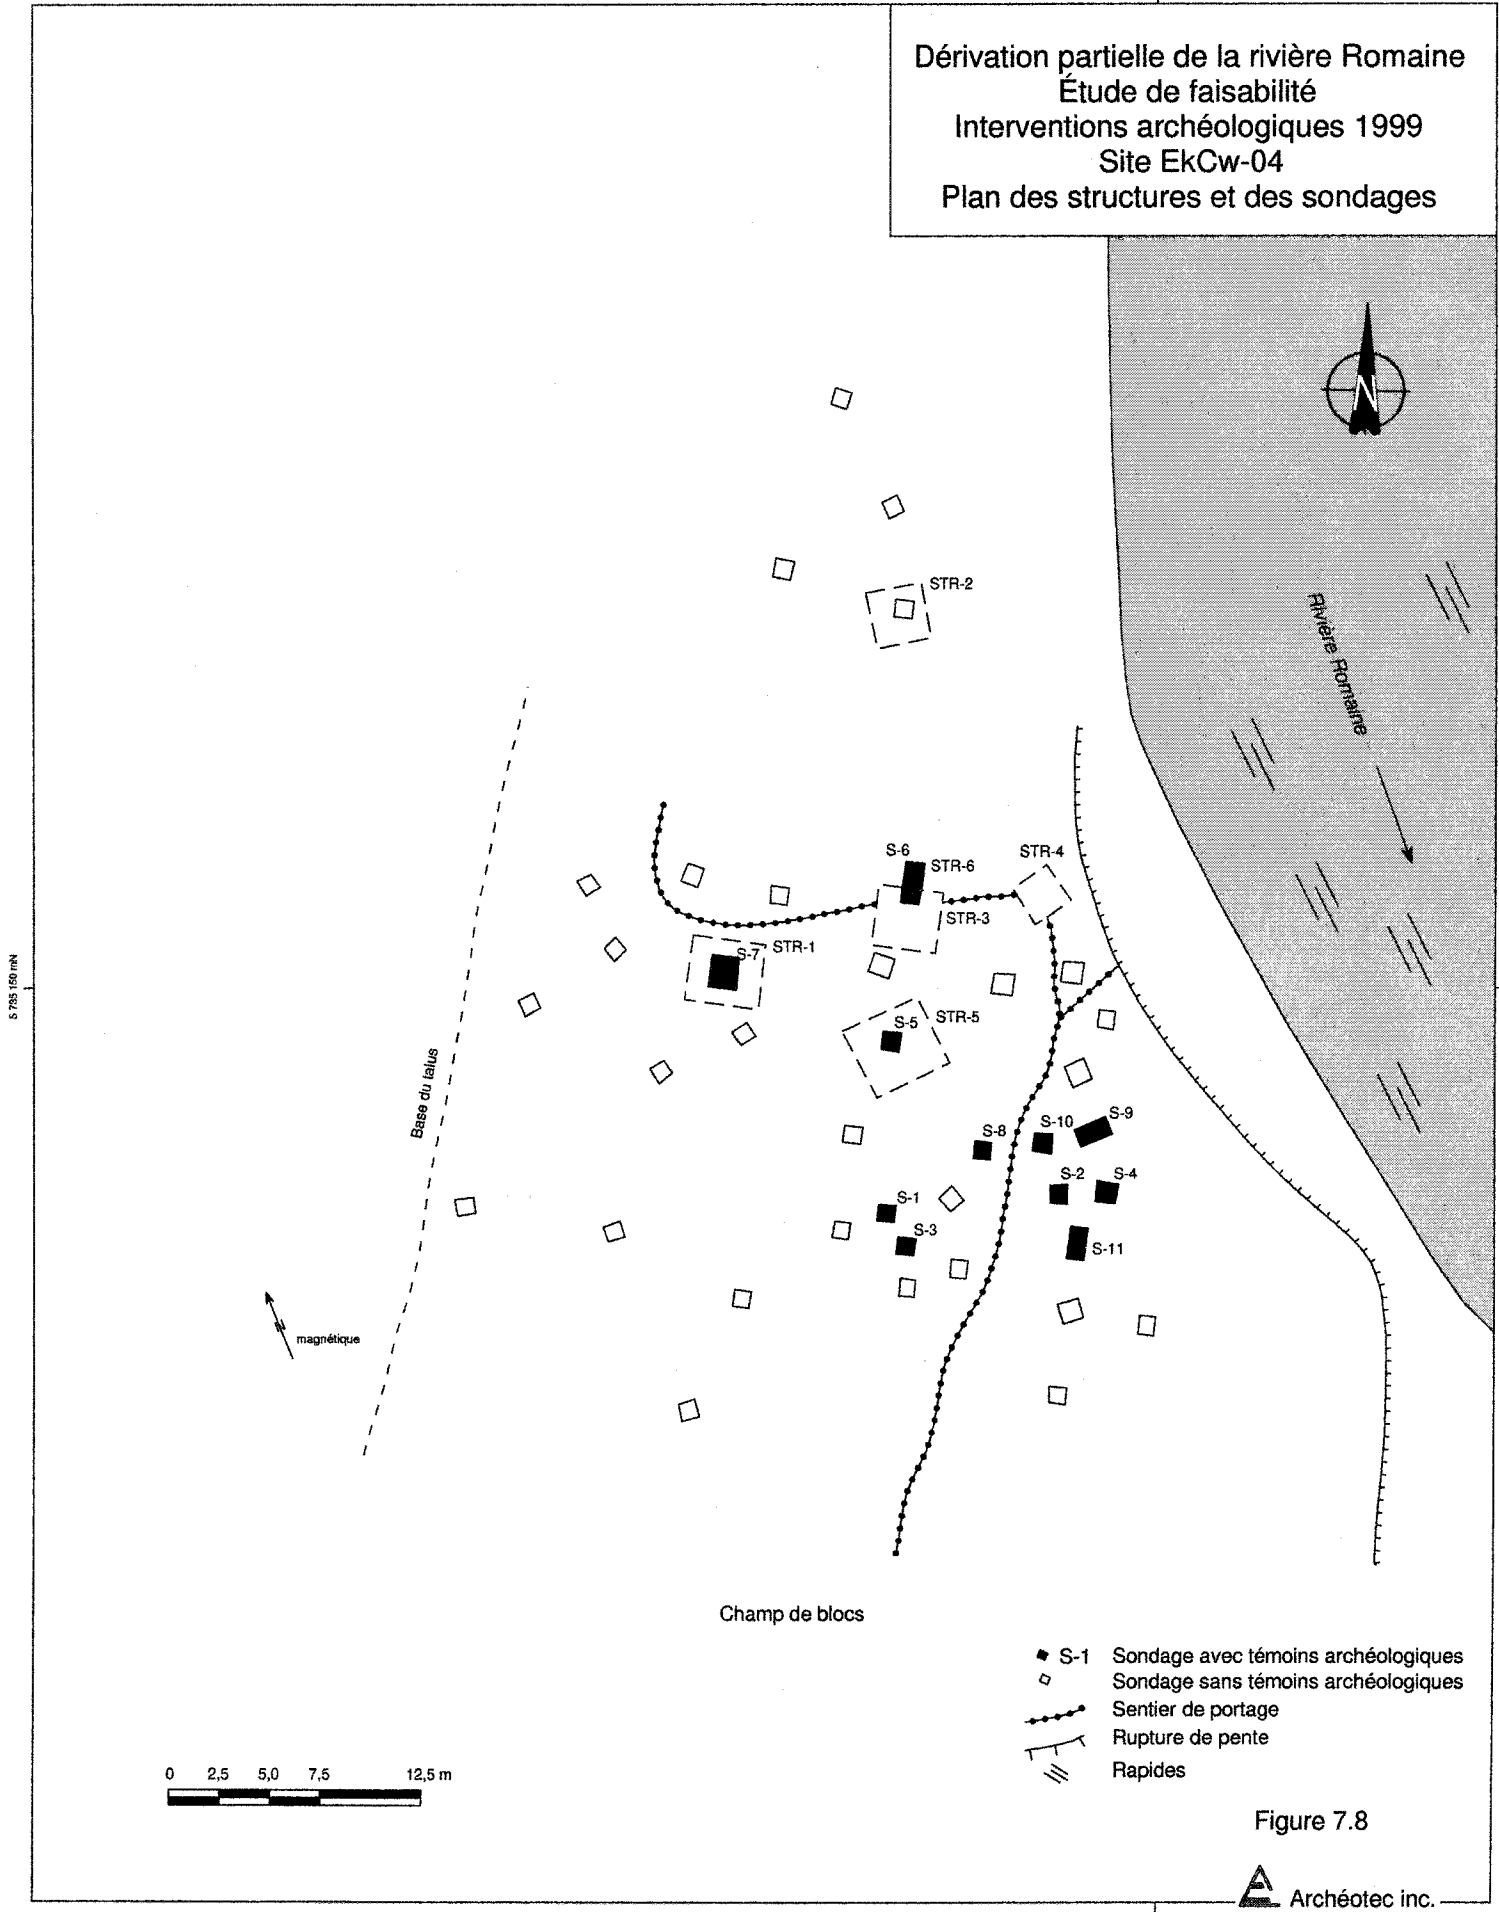 Dérivation partielle de la rivière Romaine
Étude de faisabilité
Interventions archéologiques 1999
Site EkCw-04
Plan des structures et des sondages
N
STR-2
Rivière Romaine
S-6
STR-6
STR-4
STR-3
STR-1
S-7
5 735 150 mN
STR-5
S-5
Base du talus
S-9
S-10
S-8
S-2
S-4
S-1
S-3
S-11
N
magnétique
Champ de blocs
S-1 Sondage avec témoins archéologiques
Sondage sans témoins archéologiques
Sentier de portage
Rupture de pente
Rapides
0 2,5 5,0 7,5 12,5 m
Figure 7.8
Archéotec inc.